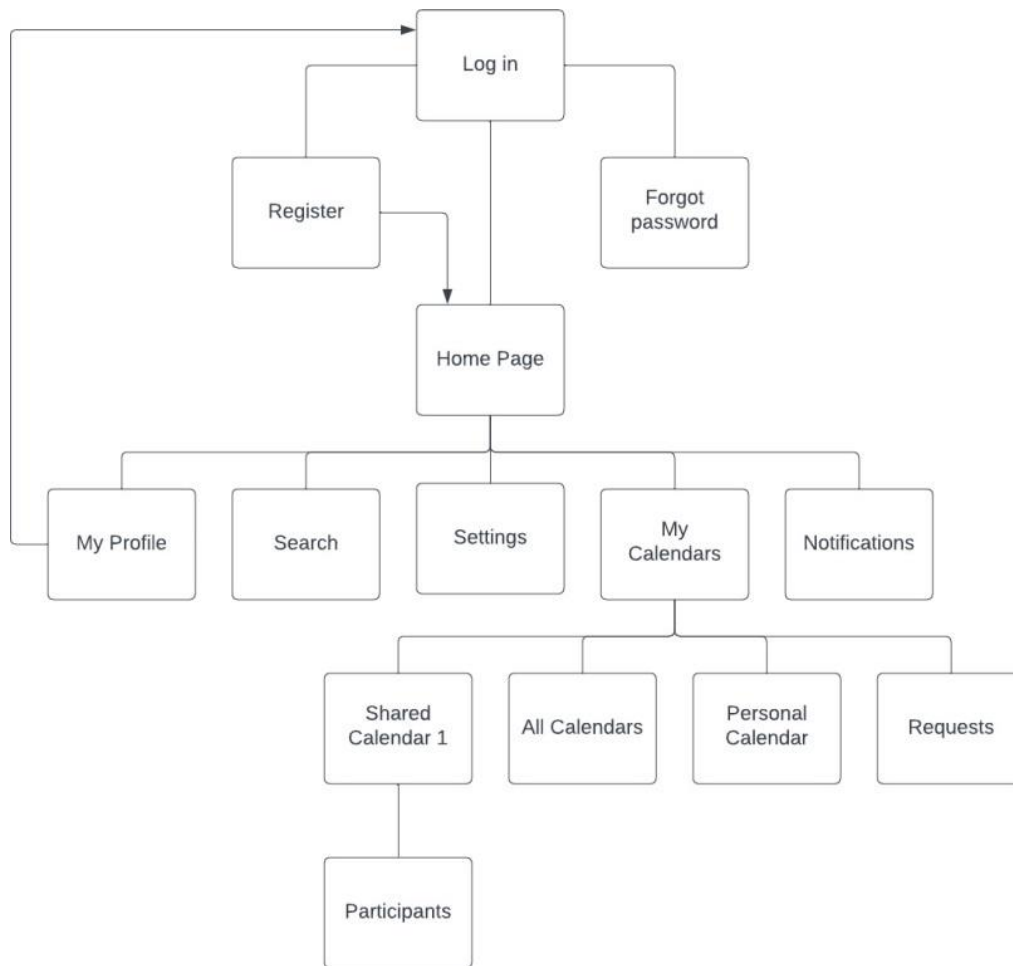 Log in
Register
Forgot
password
Home Page
My Profile
Search
Settings
My
Calendars
Notifications
Shared
Calendar 1
All Calendars
Personal
Calendar
Requests
Participants